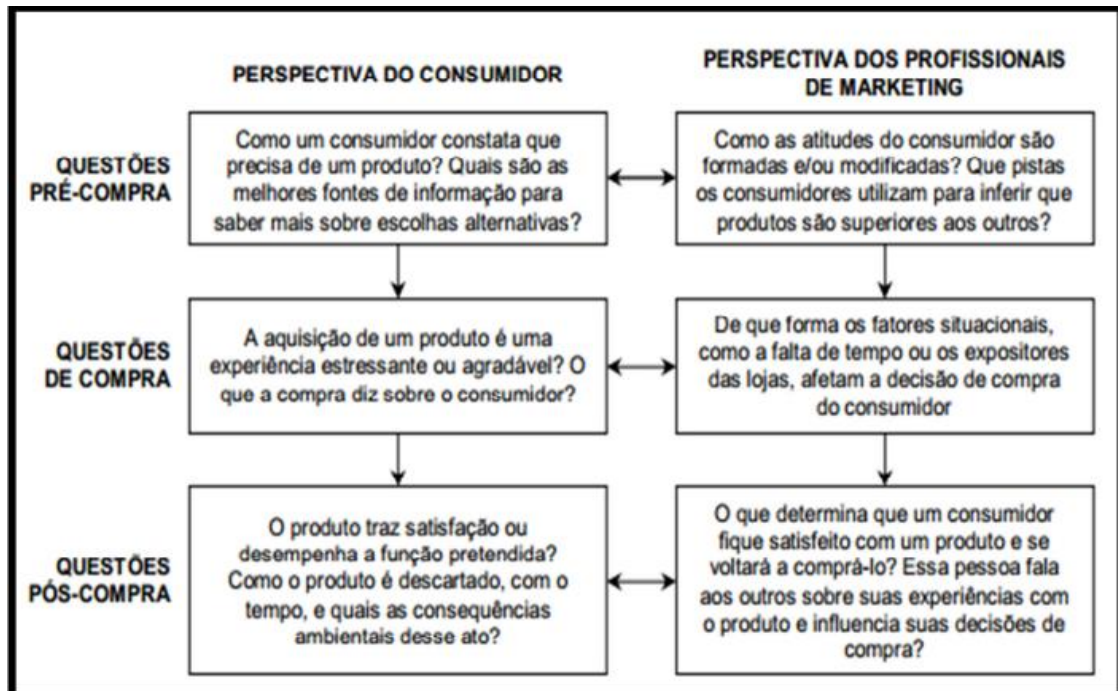 PERSPECTIVA DO CONSUMIDOR
PERSPECTIVA DOS PROFISSIONAIS
DE MARKETING
QUESTÕES
PRÉ-COMPRA
Como um consumidor constata que
precisa de um produto? Quais são as
melhores fontes de informação para
saber mais sobre escolhas alternativas?
Como as atitudes do consumidor são
formadas e/ou modificadas? Que pistas
os consumidores utilizam para inferir que
produtos são superiores aos outros?
QUESTÕES
DE COMPRA
A aquisição de um produto é uma
experiência estressante ou agradável? O
que a compra diz sobre o consumidor?
De que forma os fatores situacionais,
como a falta de tempo ou os expositores
das lojas, afetam a decisão de compra
do consumidor
QUESTÕES
PÓS-COMPRA
O produto traz satisfação ou
desempenha a função pretendida?
Como o produto é descartado, com o
tempo, e quais as consequências
ambientais desse ato?
O que determina que um consumidor
fique satisfeito com um produto e se
voltará a comprá-lo? Essa pessoa fala
aos outros sobre suas experiências com
o produto e influencia suas decisões de
compra?